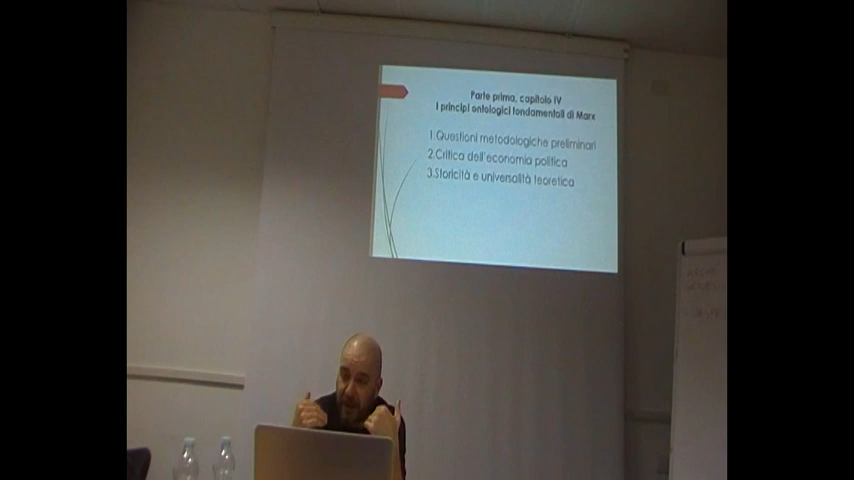 Parte prima, capitolo IV
I principi ontologici fondamentali di Marx
1.Questioni metodologiche preliminari
2.Critica dell'economia politica
3.Storicità e universalità teoretica